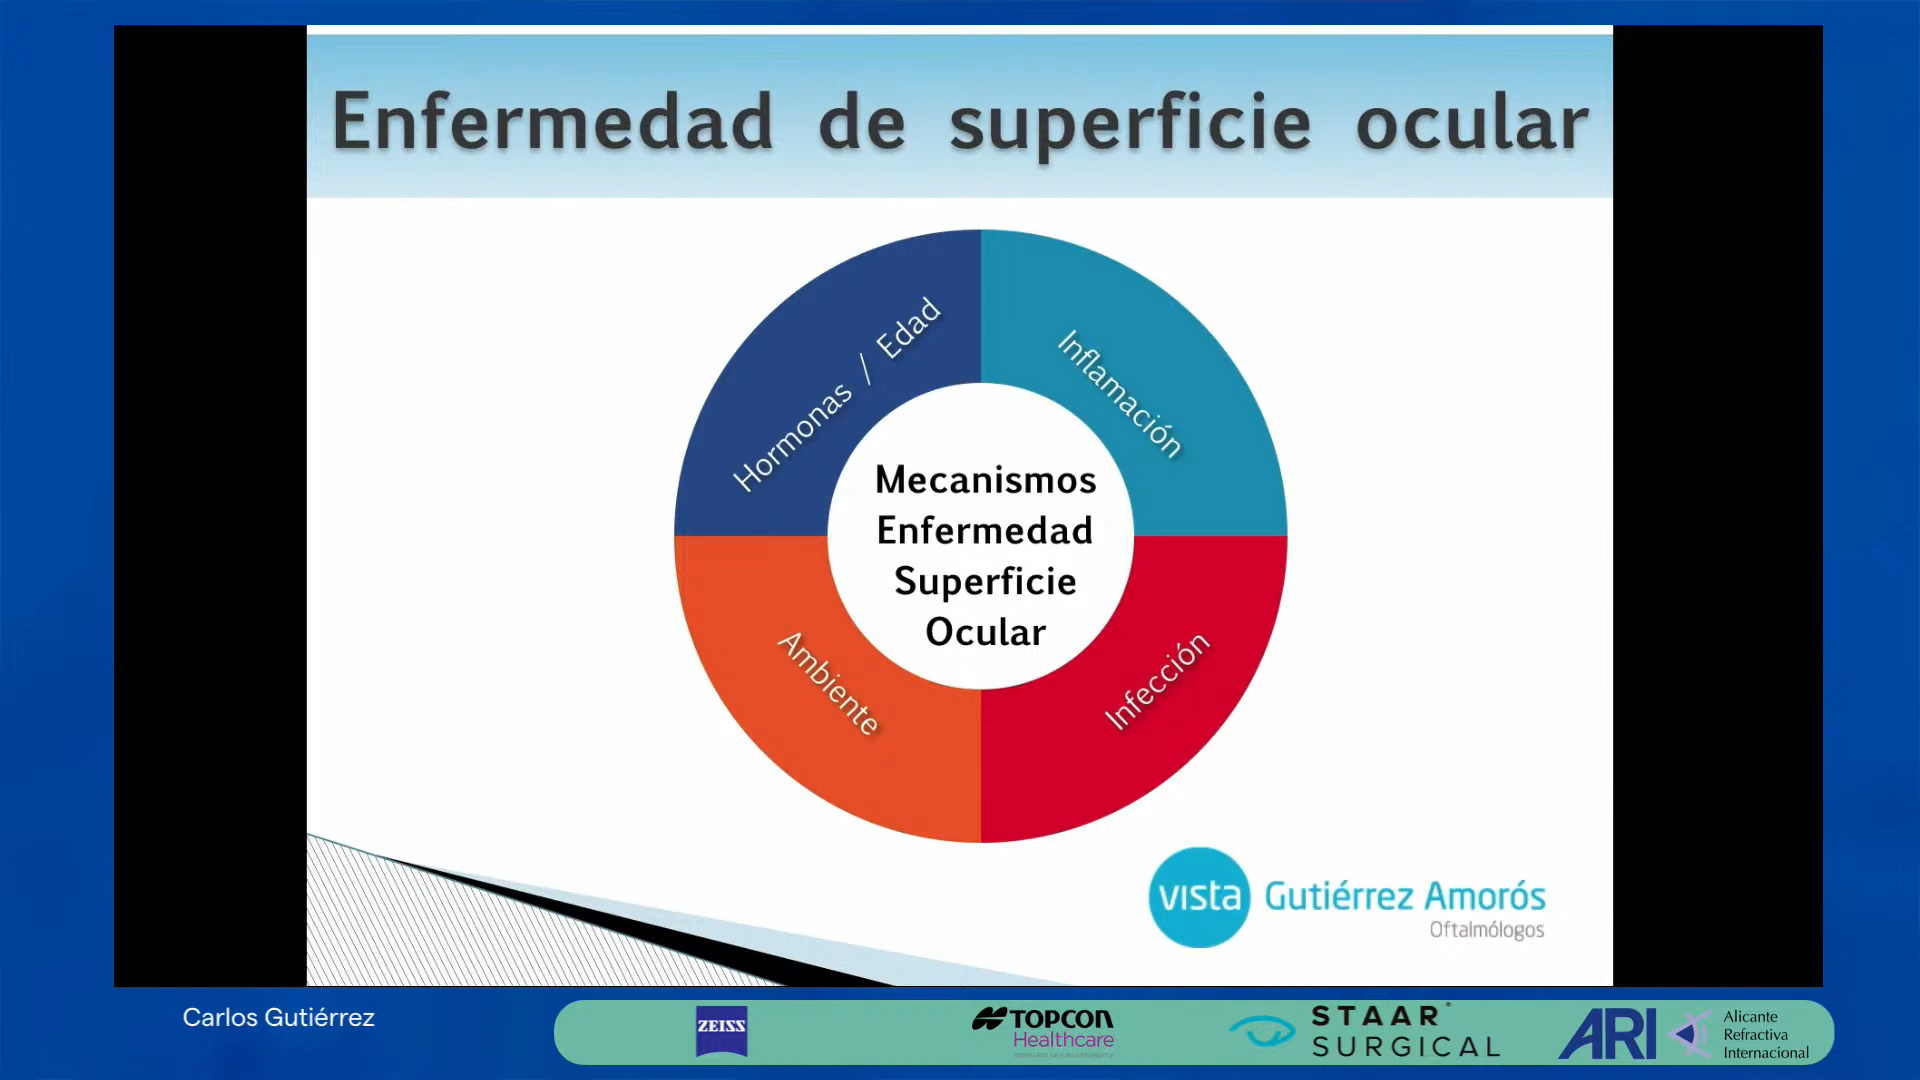 Enfermedad de superficie ocular
Hormonas / Edad
Inflamación
Mecanismos
Enfermedad
Superficie
Ocular
Ambiente
Infección
vista
Gutiérrez Amorós
Oftalmólogos
Carlos Gutiérrez
ZEISS
TOPCON
Healthcare
STAAR
SURGICAL
ARI
Alicante
Refractiva
Internacional